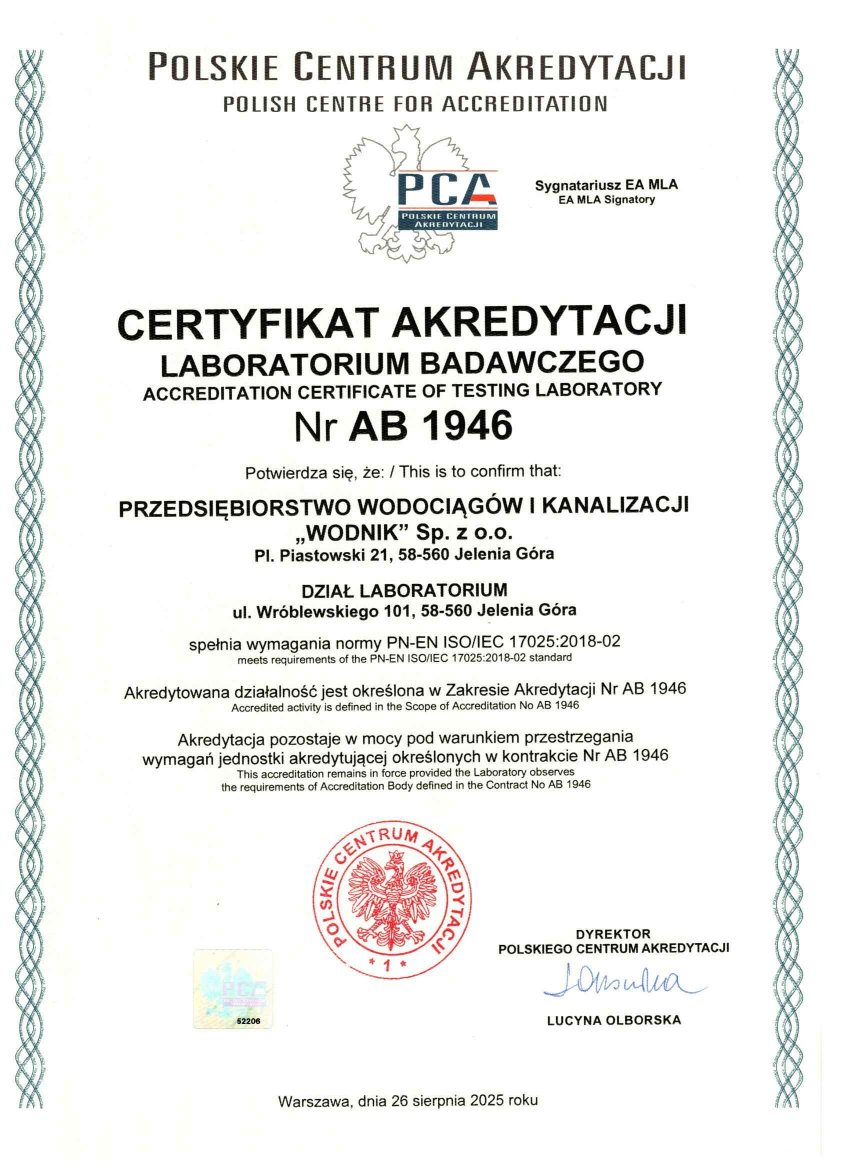 POLSKIE CENTRUM AKREDYTACJI
POLISH CENTRE FOR ACCREDITATION
PCA
POLSKIE CENTRUM
AKREDYTACJI
Sygnatariusz EA MLA
EA MLA Signatory
CERTYFIKAT AKREDYTACJI
LABORATORIUM BADAWCZEGO
ACCREDITATION CERTIFICATE OF TESTING LABORATORY
Nr AB 1946
Potwierdza się, że: / This is to confirm that:
PRZEDSIĘBIORSTWO WODOCIĄGÓW I KANALIZACJI
„WODNIK” Sp. z o.o.
Pl. Piastowski 21, 58-560 Jelenia Góra
DZIAŁ LABORATORIUM
ul. Wróblewskiego 101, 58-560 Jelenia Góra
spełnia wymagania normy PN-EN ISO/IEC 17025:2018-02
meets requirements of the PN-EN ISO/IEC 17025:2018-02 standard
Akredytowana działalność jest określona w Zakresie Akredytacji Nr AB 1946
Accredited activity is defined in the Scope of Accreditation No AB 1946
Akredytacja pozostaje w mocy pod warunkiem przestrzegania
wymagań jednostki akredytującej określonych w kontrakcie Nr AB 1946
This accreditation remains in force provided the Laboratory observes
the requirements of Accreditation Body defined in the Contract No AB 1946
POLSKIE CENTRUM AKREDYTACJI
* 1 *
DYREKTOR
POLSKIEGO CENTRUM AKREDYTACJI
LUCYNA OLBORSKA
PCA
52206
Warszawa, dnia 26 sierpnia 2025 roku